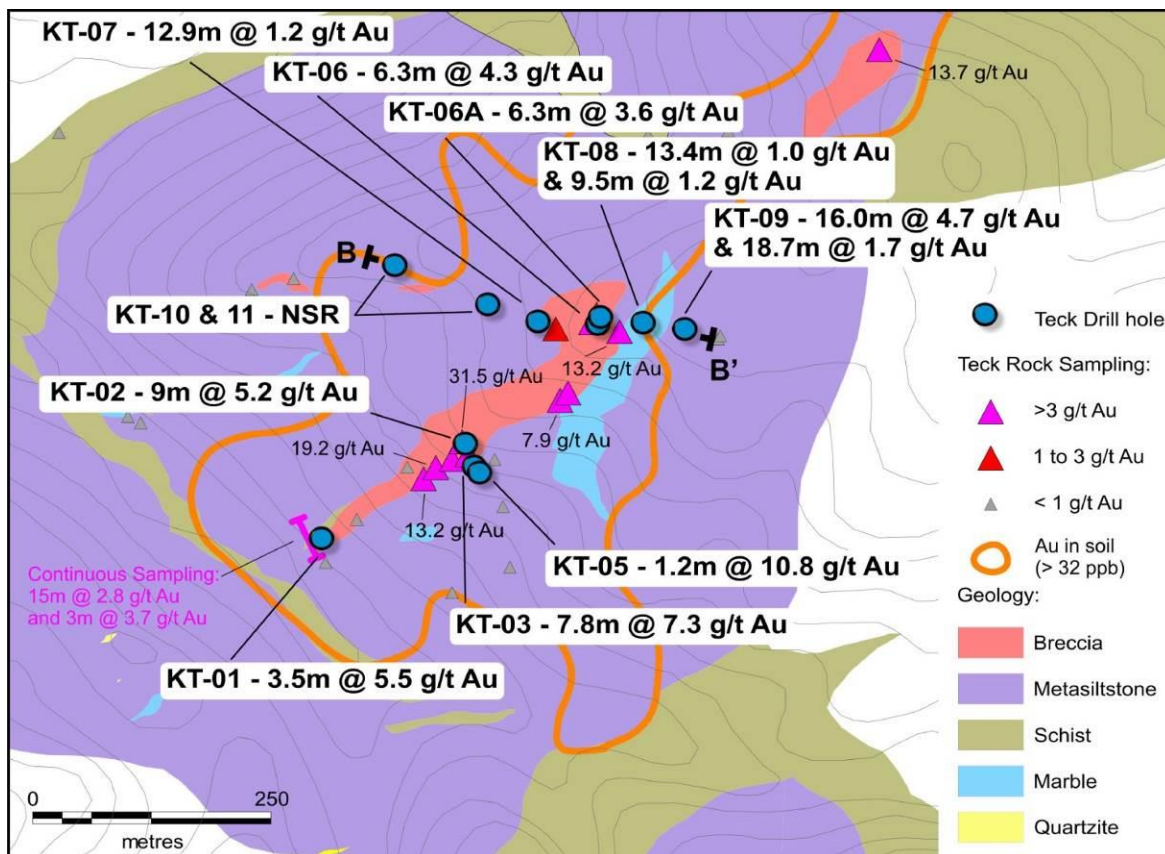 KT-07 - 12.9m @ 1.2 g/t Au
KT-06 - 6.3m @ 4.3 g/t Au
KT-06A - 6.3m @ 3.6 g/t Au
KT-08 - 13.4m @ 1.0 g/t Au
& 9.5m @ 1.2 g/t Au
KT-09 - 16.0m @ 4.7 g/t Au
& 18.7m @ 1.7 g/t Au
13.7 g/t Au
B
KT-10 & 11 - NSR
B'
13.2 g/t Au
31.5 g/t Au
KT-02 - 9m @ 5.2 g/t Au
7.9 g/t Au
19.2 g/t Au
13.2 g/t Au
Continuous Sampling:
15m @ 2.8 g/t Au
and 3m @ 3.7 g/t Au
KT-05 - 1.2m @ 10.8 g/t Au
KT-03 - 7.8m @ 7.3 g/t Au
KT-01 - 3.5m @ 5.5 g/t Au
0 250
metres
Teck Drill hole
Teck Rock Sampling:
>3 g/t Au
1 to 3 g/t Au
< 1 g/t Au
Au in soil
(> 32 ppb)
Geology:
Breccia
Metasiltstone
Schist
Marble
Quartzite